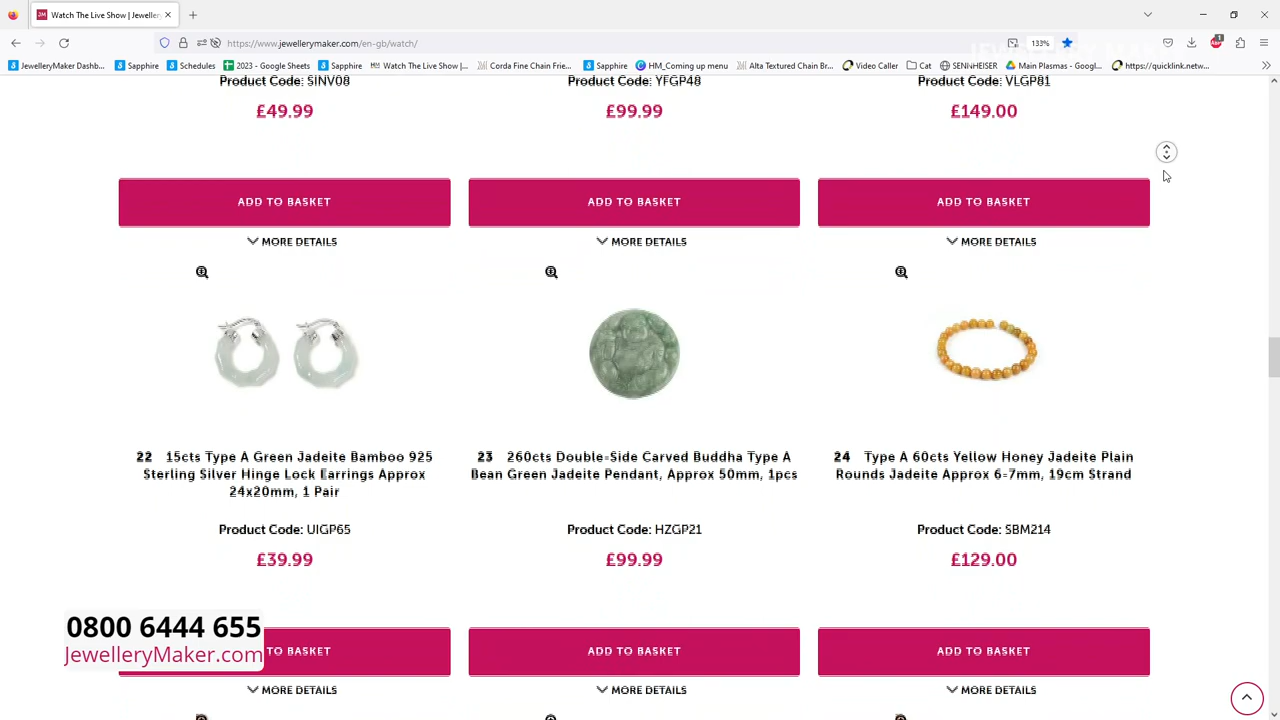 Watch The Live Show | Jeweller
https://www.jewellerymaker.com/en-gb/watch/
133%
JewelleryMaker Dashb...
Sapphire
Schedules
2023 - Google Sheets
Sapphire
Watch The Live Show |...
Corda Fine Chain Frie...
Sapphire
HM_Coming up menu
Alta Textured Chain Br...
Video Caller
Cat
SENNHEISER
Main Plasmas - Googl...
https://quicklink.netw...
JEWELLERY MAKER
Product Code: SINV08
Product Code: YFGP48
Product Code: VLGP81
£49.99
£99.99
£149.00
ADD TO BASKET
ADD TO BASKET
ADD TO BASKET
MORE DETAILS
MORE DETAILS
MORE DETAILS
22 15cts Type A Green Jadeite Bamboo 925
Sterling Silver Hinge Lock Earrings Approx
24x20mm, 1 Pair
23 260cts Double-Side Carved Buddha Type A
Bean Green Jadeite Pendant, Approx 50mm, 1pcs
24 Type A 60cts Yellow Honey Jadeite Plain
Rounds Jadeite Approx 6-7mm, 19cm Strand
Product Code: UIGP65
Product Code: HZGP21
Product Code: SBM214
£39.99
£99.99
£129.00
0800 6444 655
JewelleryMaker.com
TO BASKET
ADD TO BASKET
ADD TO BASKET
MORE DETAILS
MORE DETAILS
MORE DETAILS